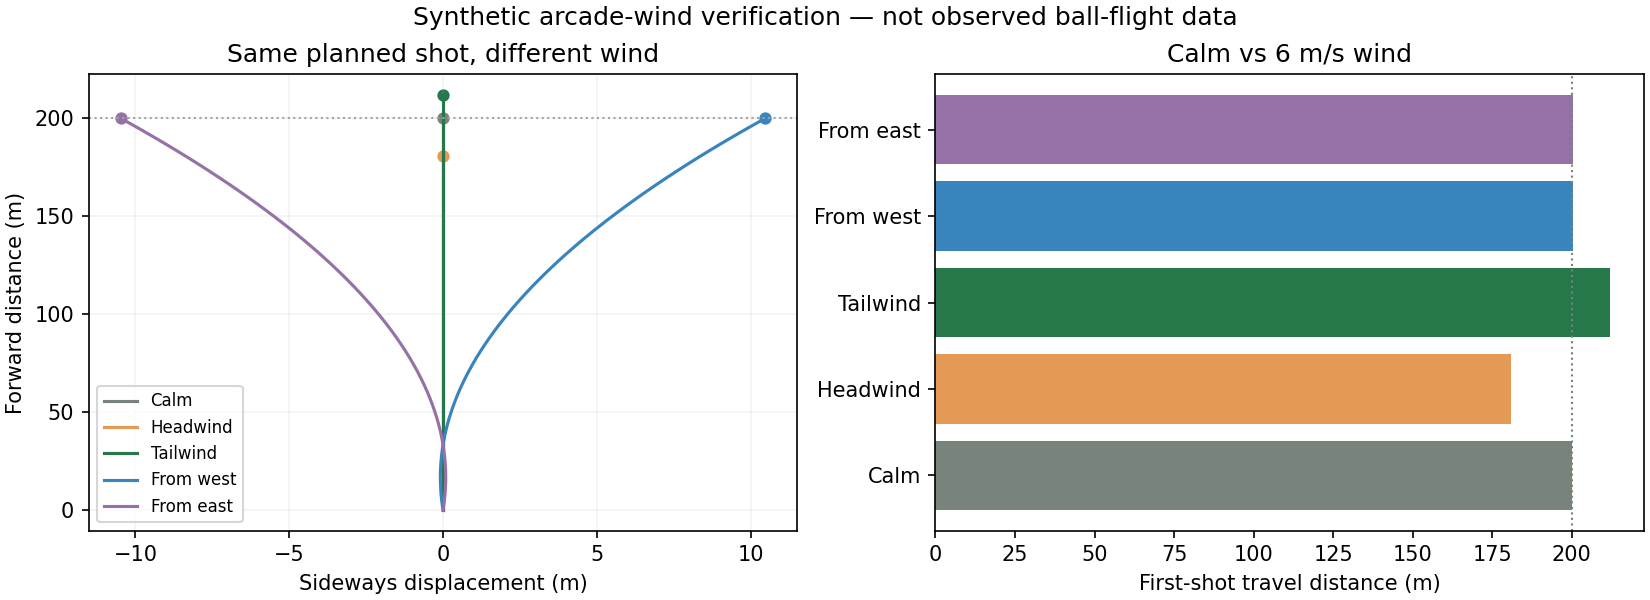 Synthetic arcade-wind verification — not observed ball-flight data
Same planned shot, different wind
Forward distance (m)
200
150
100
50
0
Calm
Headwind
Tailwind
From west
From east
−10
−5
0
5
10
Sideways displacement (m)
Calm vs 6 m/s wind
From east
From west
Tailwind
Headwind
Calm
0
25
50
75
100
125
150
175
200
First-shot travel distance (m)